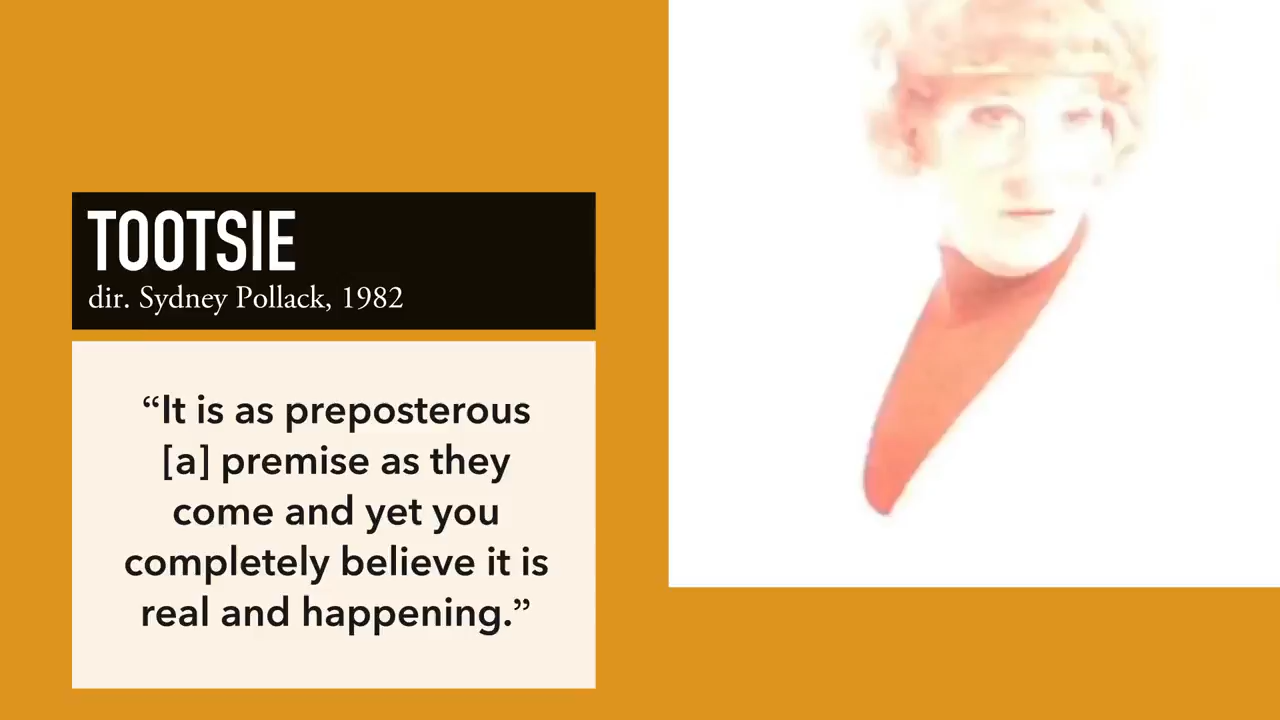 TOOTSIE
dir. Sydney Pollack, 1982
“It is as preposterous
[a] premise as they
come and yet you
completely believe it is
real and happening.”